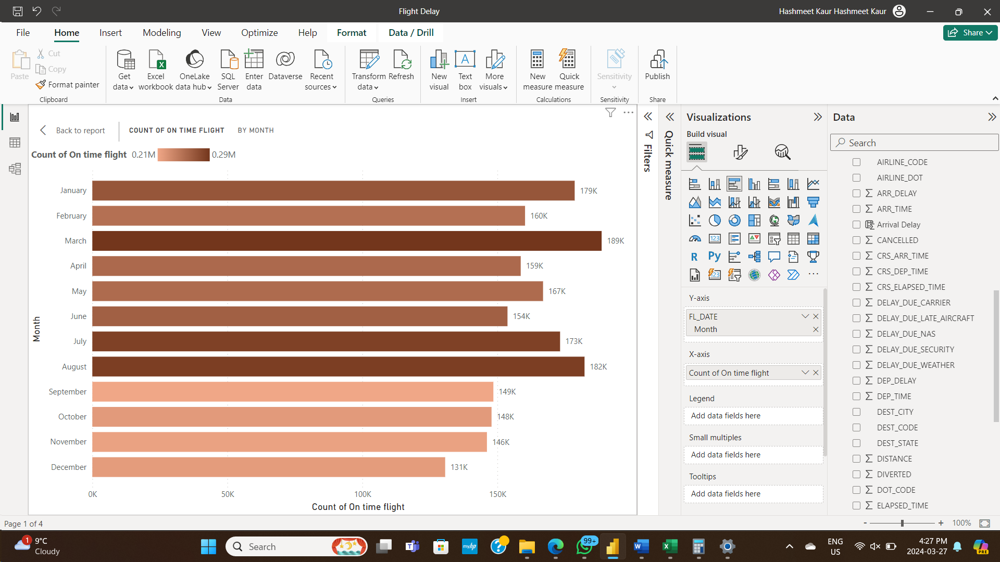 Flight Delay
Hashmeet Kaur Hashmeet Kaur
File Home Insert Modeling View Optimize Help Format Data / Drill
Share
Paste
Cut
Copy
Format painter
Clipboard
Get data
Excel workbook
OneLake data hub
SQL Server
Enter data
Dataverse
Recent sources
Data
Transform data
Refresh
Queries
New visual
Text box
More visuals
Insert
New measure
Quick measure
Calculations
Sensitivity
Sensitivity
Publish
Share
Back to report
COUNT OF ON TIME FLIGHT BY MONTH
Count of On time flight 0.21M 0.29M
Month
January 179K
February 160K
March 189K
April 159K
May 167K
June 154K
July 173K
August 182K
September 149K
October 148K
November 146K
December 131K
0K 50K 100K 150K
Count of On time flight
Filters
Quick measure
Visualizations
Build visual
R
Py
123
123
Y-axis
FL_DATE
Month
X-axis
Count of On time flight
Legend
Add data fields here
Small multiples
Add data fields here
Tooltips
Add data fields here
Data
Search
AIRLINE_CODE
AIRLINE_DOT
ARR_DELAY
ARR_TIME
Arrival Delay
CANCELLED
CRS_ARR_TIME
CRS_DEP_TIME
CRS_ELAPSED_TIME
DELAY_DUE_CARRIER
DELAY_DUE_LATE_AIRCRAFT
DELAY_DUE_NAS
DELAY_DUE_SECURITY
DELAY_DUE_WEATHER
DEP_DELAY
DEP_TIME
DEST_CITY
DEST_CODE
DEST_STATE
DISTANCE
DIVERTED
DOT_CODE
ELAPSED_TIME
Page 1 of 4
- + 100%
1
9°C
Cloudy
Search
myhp
99+
ENG
US
4:27 PM
2024-03-27
PRE